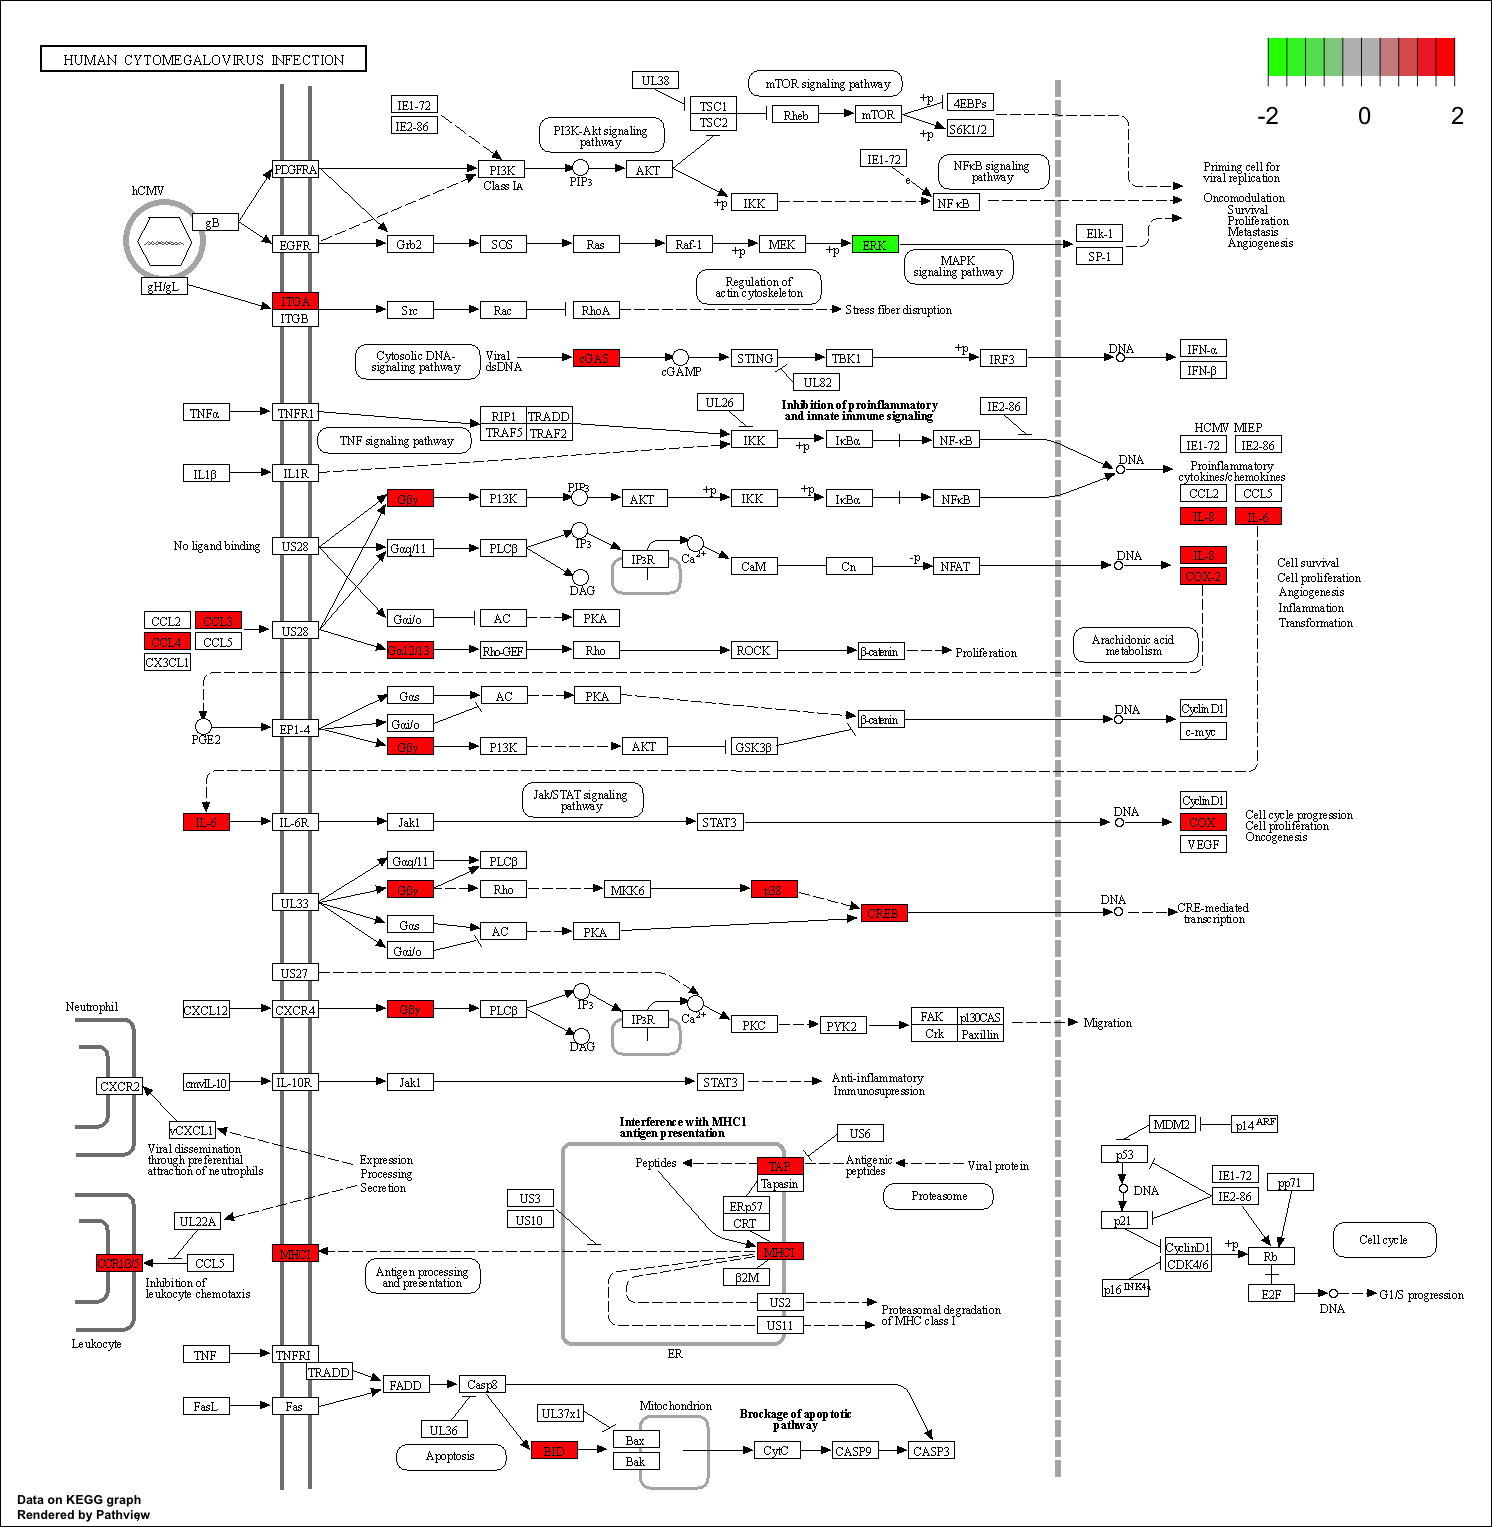 HUMAN CYTOMEGALOVIRUS INFECTION
-2 0 2
UL38
mTOR signaling pathway
IE1-72
IE2-86
TSC1
TSC2
Rheb
mTOR
+p
4EBPs
S6K1/2
+p
PI3K-Akt signaling
pathway
IE1-72
NFκB signaling
pathway
Priming cell for
viral replication
PDGFRA
PI3K
Class IA
PIP3
AKT
e
hCMV
gB
+p
IKK
NFκB
Oncomodulation
Survival
Proliferation
Metastasis
Angiogenesis
EGFR
Grb2
SOS
Ras
Raf-1
+p
MEK
+p
ERK
Elk-1
SP-1
MAPK
signaling pathway
gH/gL
Regulation of
actin cytoskeleton
ITGA
ITGB
Src
Rac
RhoA
Stress fiber disruption
Cytosolic DNA-
signaling pathway
Viral
dsDNA
cGAS
cGAMP
STING
TBK1
+p
IRF3
DNA
IFN-α
IFN-β
UL82
TNFα
TNFR1
RIP1
TRADD
TRAF5
TRAF2
UL26
Inhibition of proinflammatory
and innate immune signaling
IE2-86
TNF signaling pathway
IKK
+p
IκBα
NF-κB
HCMV MIEP
IE1-72
IE2-86
IL1β
IL1R
DNA
Proinflammatory
cytokines/chemokines
CCL2
CCL5
IL-8
IL-6
Gβγ
P13K
PIP3
AKT
+p
IKK
+p
IκBα
NFκB
No ligand binding
US28
Gαq/11
PLCβ
IP3
DAG
IP3R
Ca2+
CaM
Cn
-p
NFAT
DNA
IL-8
COX-2
Cell survival
Cell proliferation
Angiogenesis
Inflammation
Transformation
CCL2
CCL3
CCL4
CCL5
CX3CL1
US28
Gαi/o
AC
PKA
Gα12/13
Rho-GEF
Rho
ROCK
β-catenin
Proliferation
Arachidonic acid
metabolism
PGE2
EP1-4
Gαs
AC
PKA
Gαi/o
Gβγ
P13K
AKT
GSK3β
β-catenin
DNA
Cyclin D1
c-myc
Jak/STAT signaling
pathway
IL-6
IL-6R
Jak1
STAT3
DNA
Cyclin D1
COX
VEGF
Cell cycle progression
Cell proliferation
Oncogenesis
UL33
Gαq/11
PLCβ
Gβγ
Rho
MKK6
p38
CREB
Gαs
AC
PKA
Gαi/o
DNA
CRE-mediated
transcription
US27
Neutrophil
CXCL12
CXCR4
Gβγ
PLCβ
IP3
DAG
IP3R
Ca2+
PKC
PYK2
FAK
p130CAS
Crk
Paxillin
Migration
CXCR2
cmvIL-10
IL-10R
Jak1
STAT3
Anti-inflammatory
Immunosupression
vCXCL1
Viral dissemination
through preferential
attraction of neutrophils
Expression
Processing
Secretion
Interference with MHC1
antigen presentation
US6
Peptides
TAP
Tapasin
Antigenic
peptides
Viral protein
Proteasome
ERp57
CRT
US3
US10
MHCI
MHCI
β2M
US2
US11
Proteasomal degradation
of MHC class 1
ER
Antigen processing
and presentation
UL22A
CCR1/3/5
CCL5
Inhibition of
leukocyte chemotaxis
Leukocyte
MDM2
p14ARF
p53
DNA
p21
IE1-72
IE2-86
pp71
CyclinD1
CDK4/6
+p
Rb
p16INK4a
E2F
DNA
G1/S progression
Cell cycle
TNF
TNFRI
TRADD
FADD
Casp8
FasL
Fas
UL36
Apoptosis
UL37x1
BID
Mitochondrion
Bax
Bak
Brockage of apoptotic
pathway
CytC
CASP9
CASP3
Data on KEGG graph
Rendered by Pathview